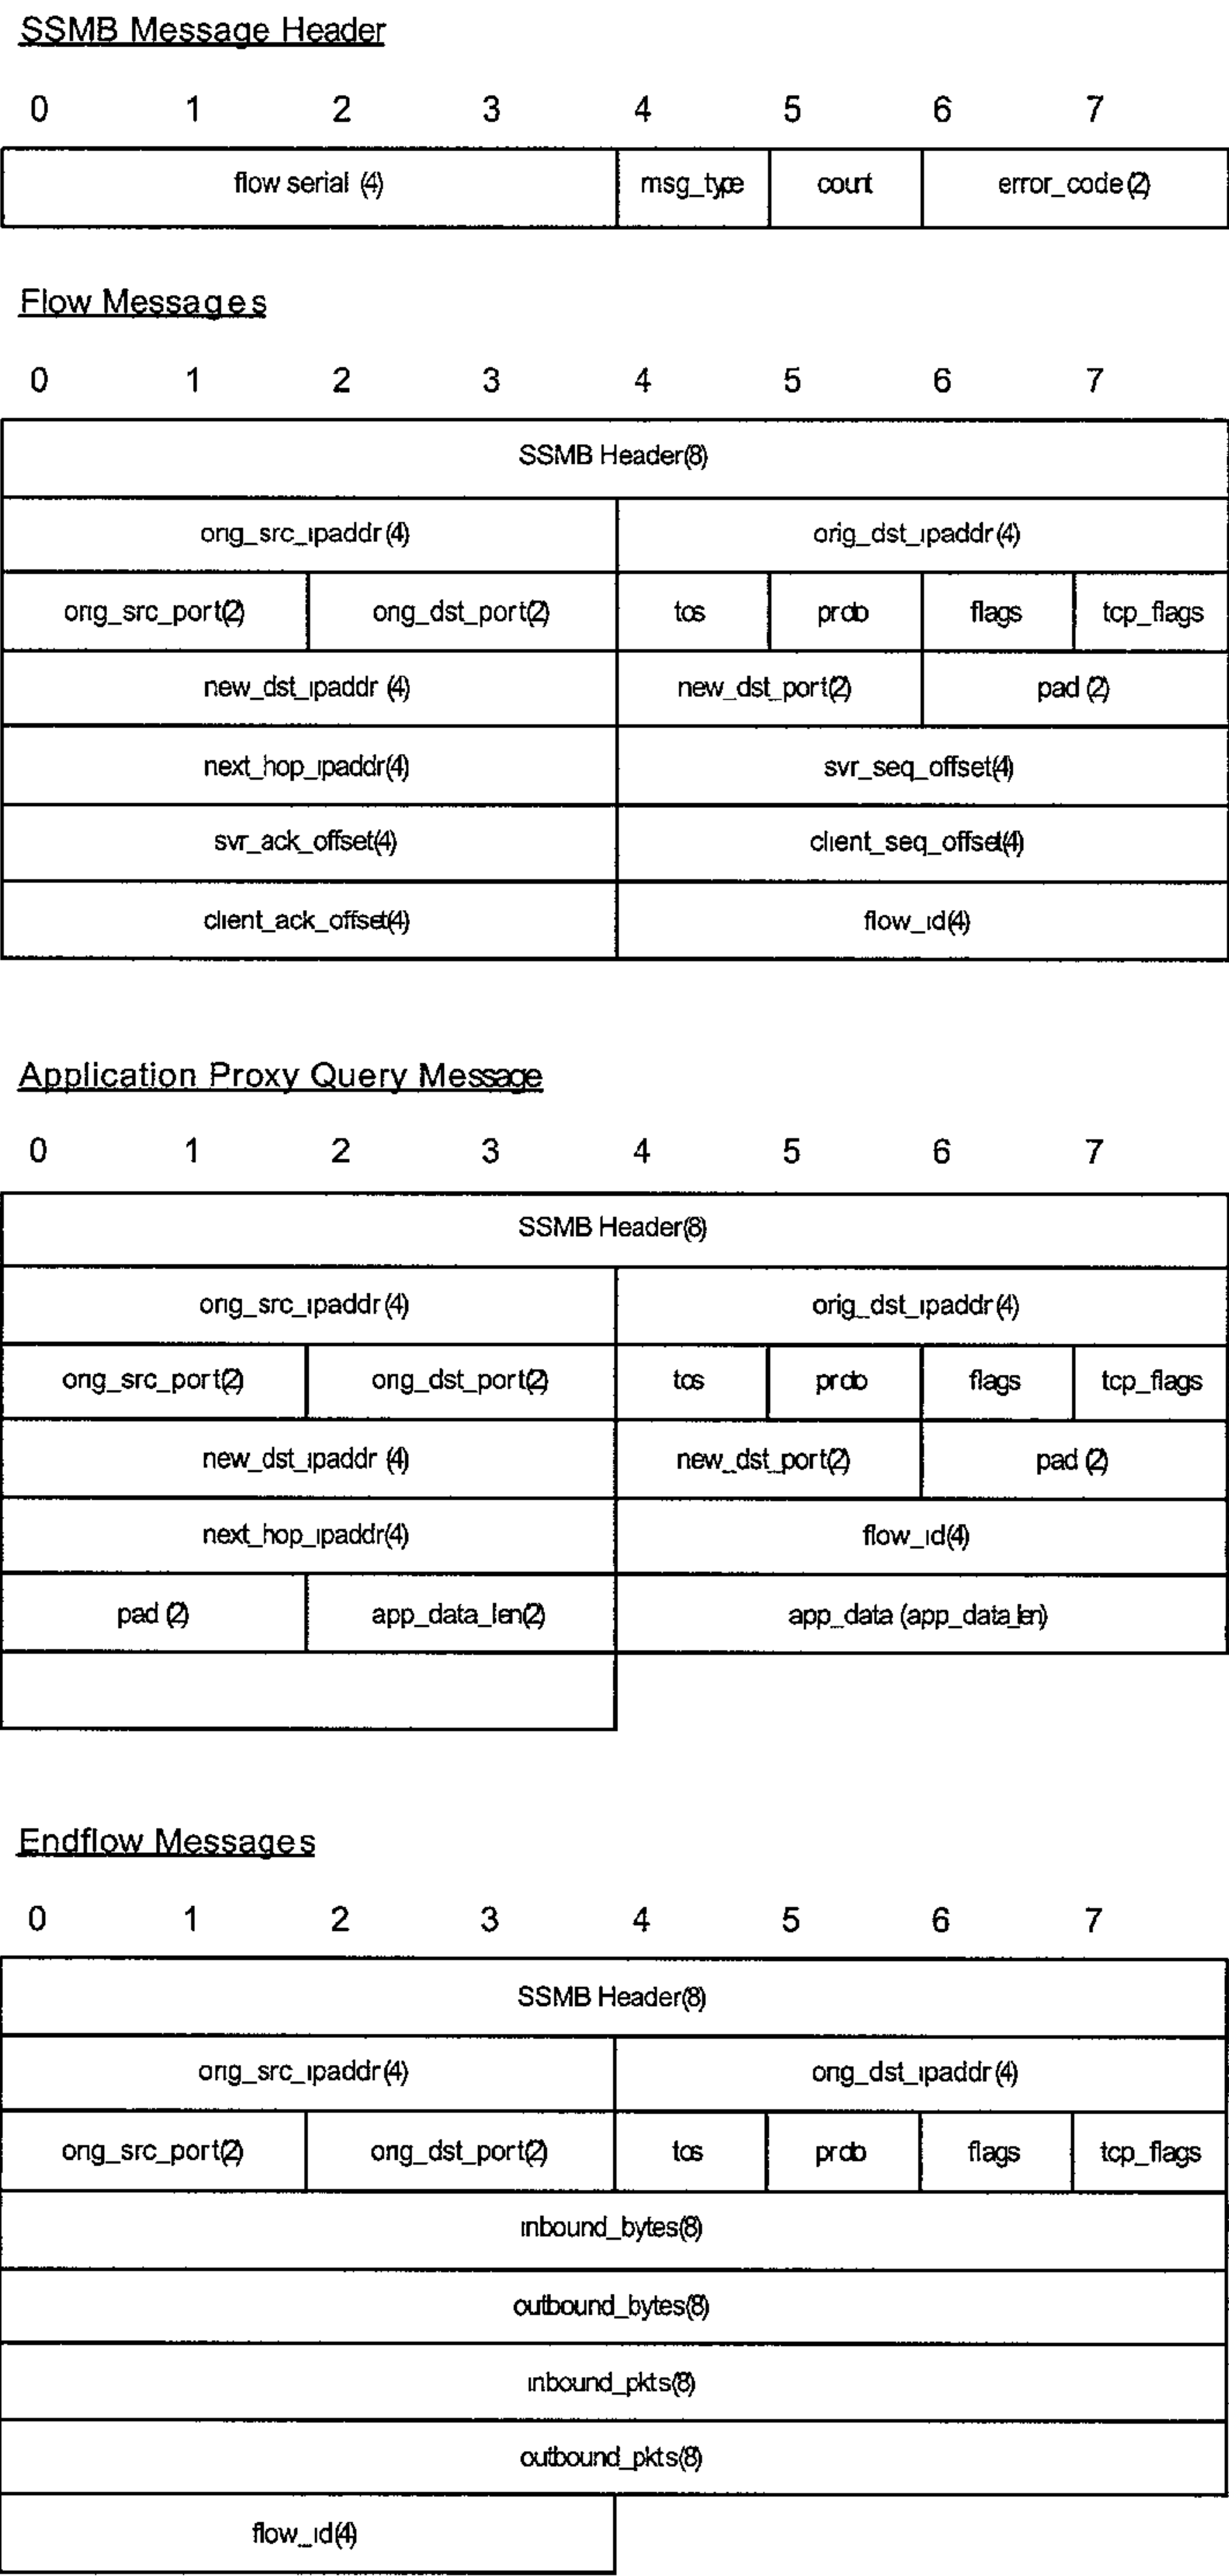 SSMB Message Header
0 1 2 3 4 5 6 7
flow serial (4) msg_type count error_code(2)
Flow Messages
0 1 2 3 4 5 6 7
SSMB Header(8)
orig_src_ipaddr(4) orig_dst_ipaddr(4)
orig_src_port(2) orig_dst_port(2) tos proto flags tcp_flags
new_dst_ipaddr (4) new_dst_port(2) pad (2)
next_hop_ipaddr(4) svr_seq_offset(4)
svr_ack_offset(4) client_seq_offset(4)
client_ack_offset(4) flow_id(4)
Application Proxy Query Message
0 1 2 3 4 5 6 7
SSMB Header(8)
orig_src_ipaddr(4) orig_dst_ipaddr(4)
orig_src_port(2) orig_dst_port(2) tos proto flags tcp_flags
new_dst_ipaddr (4) new_dst_port(2) pad (2)
next_hop_ipaddr(4) flow_id(4)
pad (2) app_data_len(2) app_data (app_data_len)
Endflow Messages
0 1 2 3 4 5 6 7
SSMB Header(8)
orig_src_ipaddr(4) orig_dst_ipaddr(4)
orig_src_port(2) orig_dst_port(2) tos proto flags tcp_flags
inbound_bytes(8)
outbound_bytes(8)
inbound_pkts(8)
outbound_pkts(8)
flow_id(4)